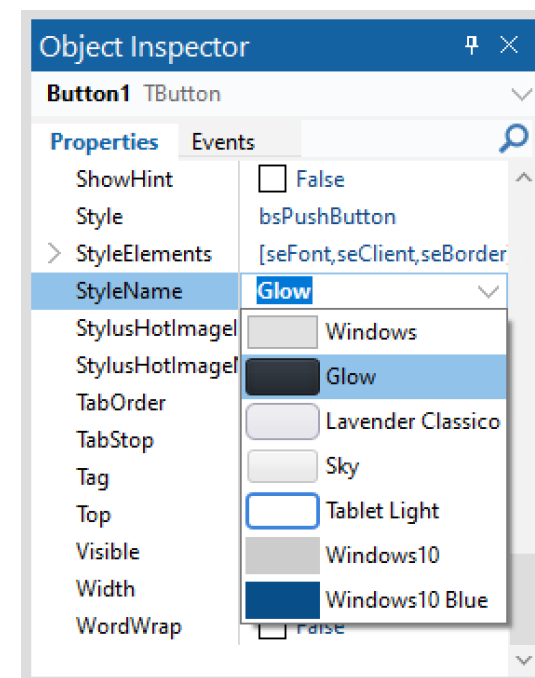 Object Inspector
Button1 TButton
Properties Events
ShowHint False
Style bsPushButton
StyleElements [seFont,seClient,seBorder]
StyleName Glow
StylusHotImageI Windows
StylusHotImageN Glow
TabOrder Lavender Classico
TabStop Sky
Tag
Top Tablet Light
Visible Windows10
Width Windows10 Blue
WordWrap False